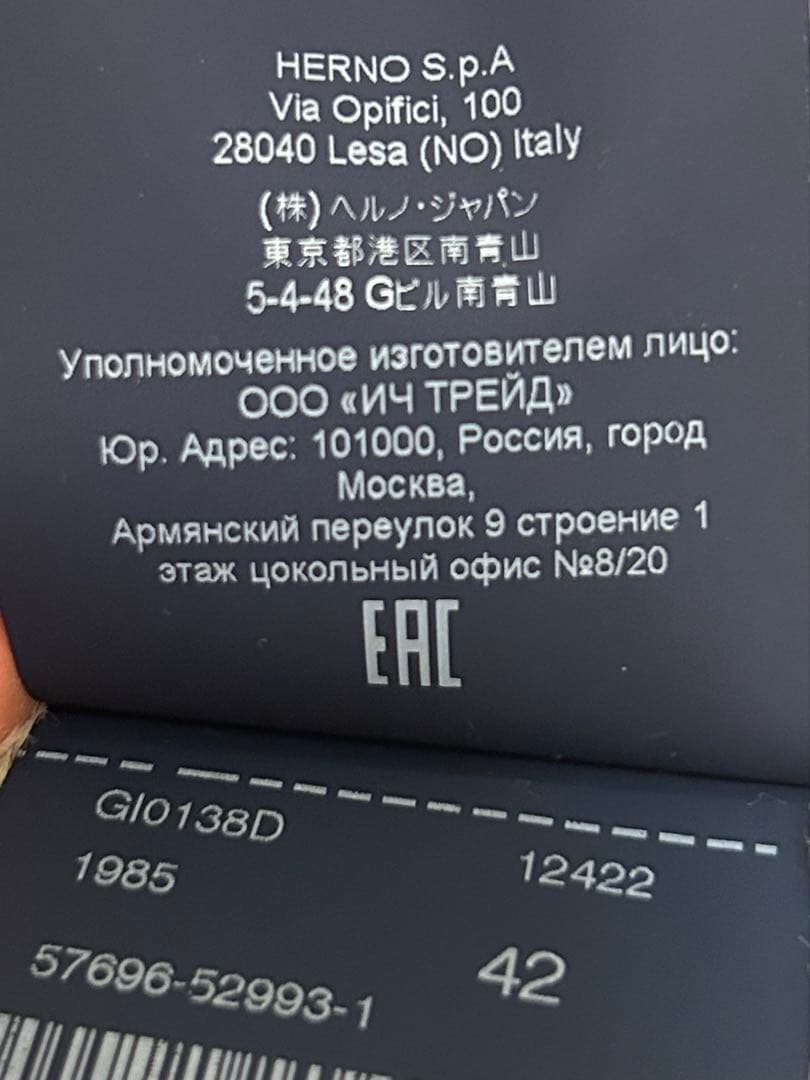 HERNO S.p.A
Via Opifici, 100
28040 Lesa (NO) Italy
(株)ヘルノ・ジャパン
東京都港区南青山
5-4-48 Gビル南青山
Уполномоченное изготовителем лицо:
ООО «ИЧ ТРЕЙД»
Юр. Адрес: 101000, Россия, город
Москва,
Армянский переулок 9 строение 1
этаж цокольный офис №8/20
EAC
GI0138D
1985 12422
57696-52993-1 42